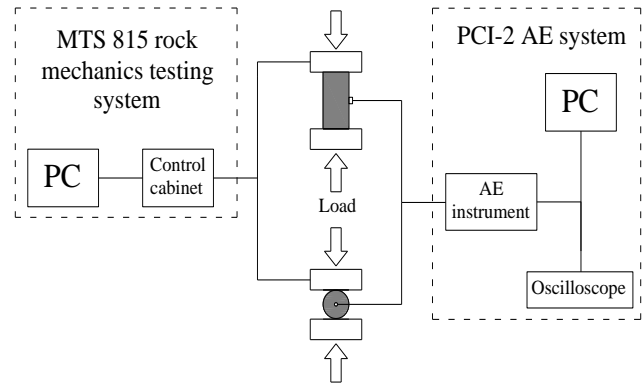 MTS 815 rock
mechanics testing
system
PC
Control
cabinet
Load
PCI-2 AE system
PC
AE
instrument
Oscilloscope